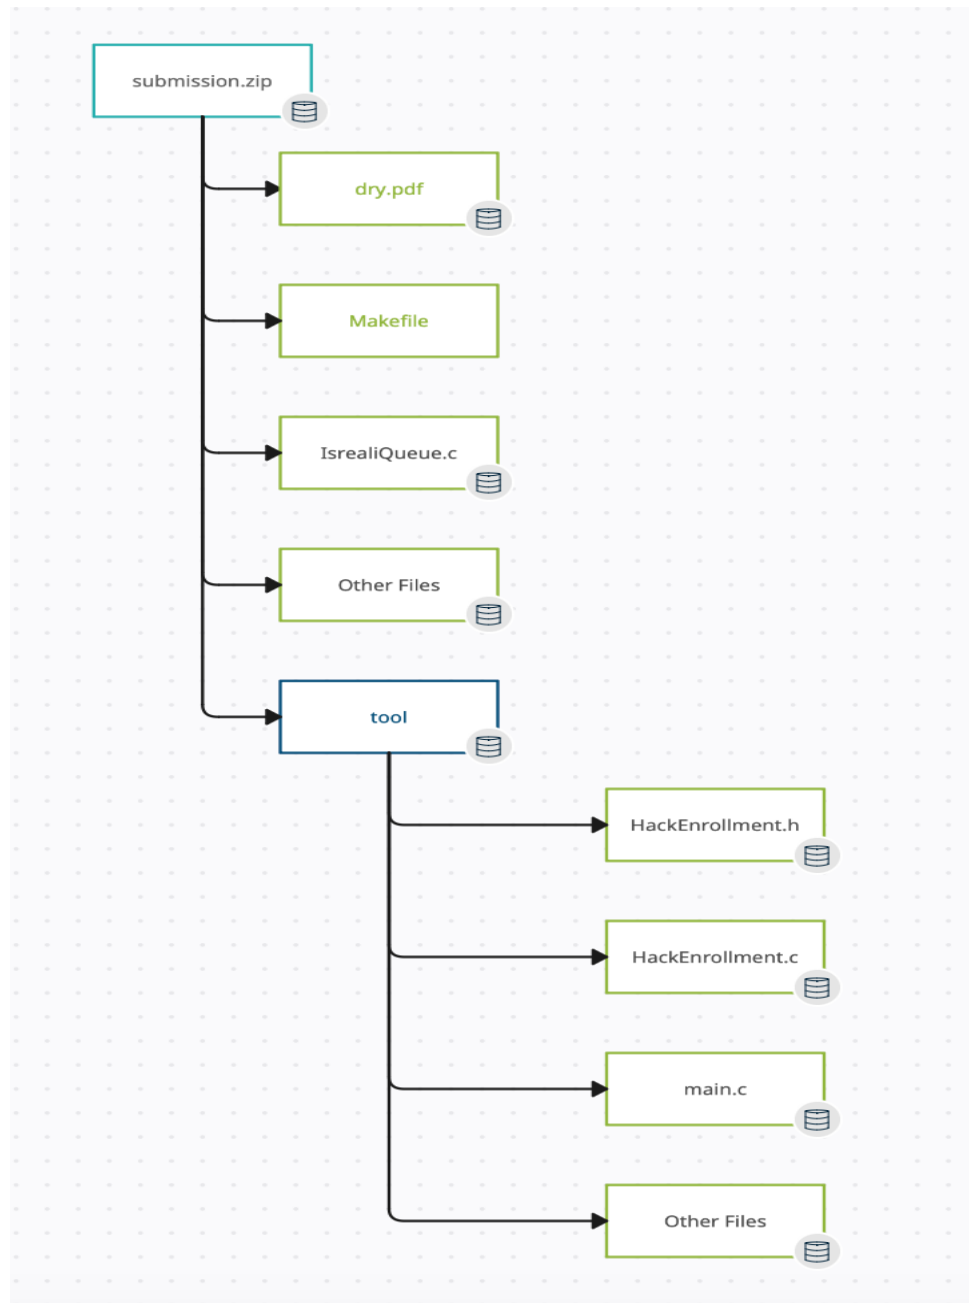 submission.zip
dry.pdf
Makefile
IsrealiQueue.c
Other Files
tool
HackEnrollment.h
HackEnrollment.c
main.c
Other Files